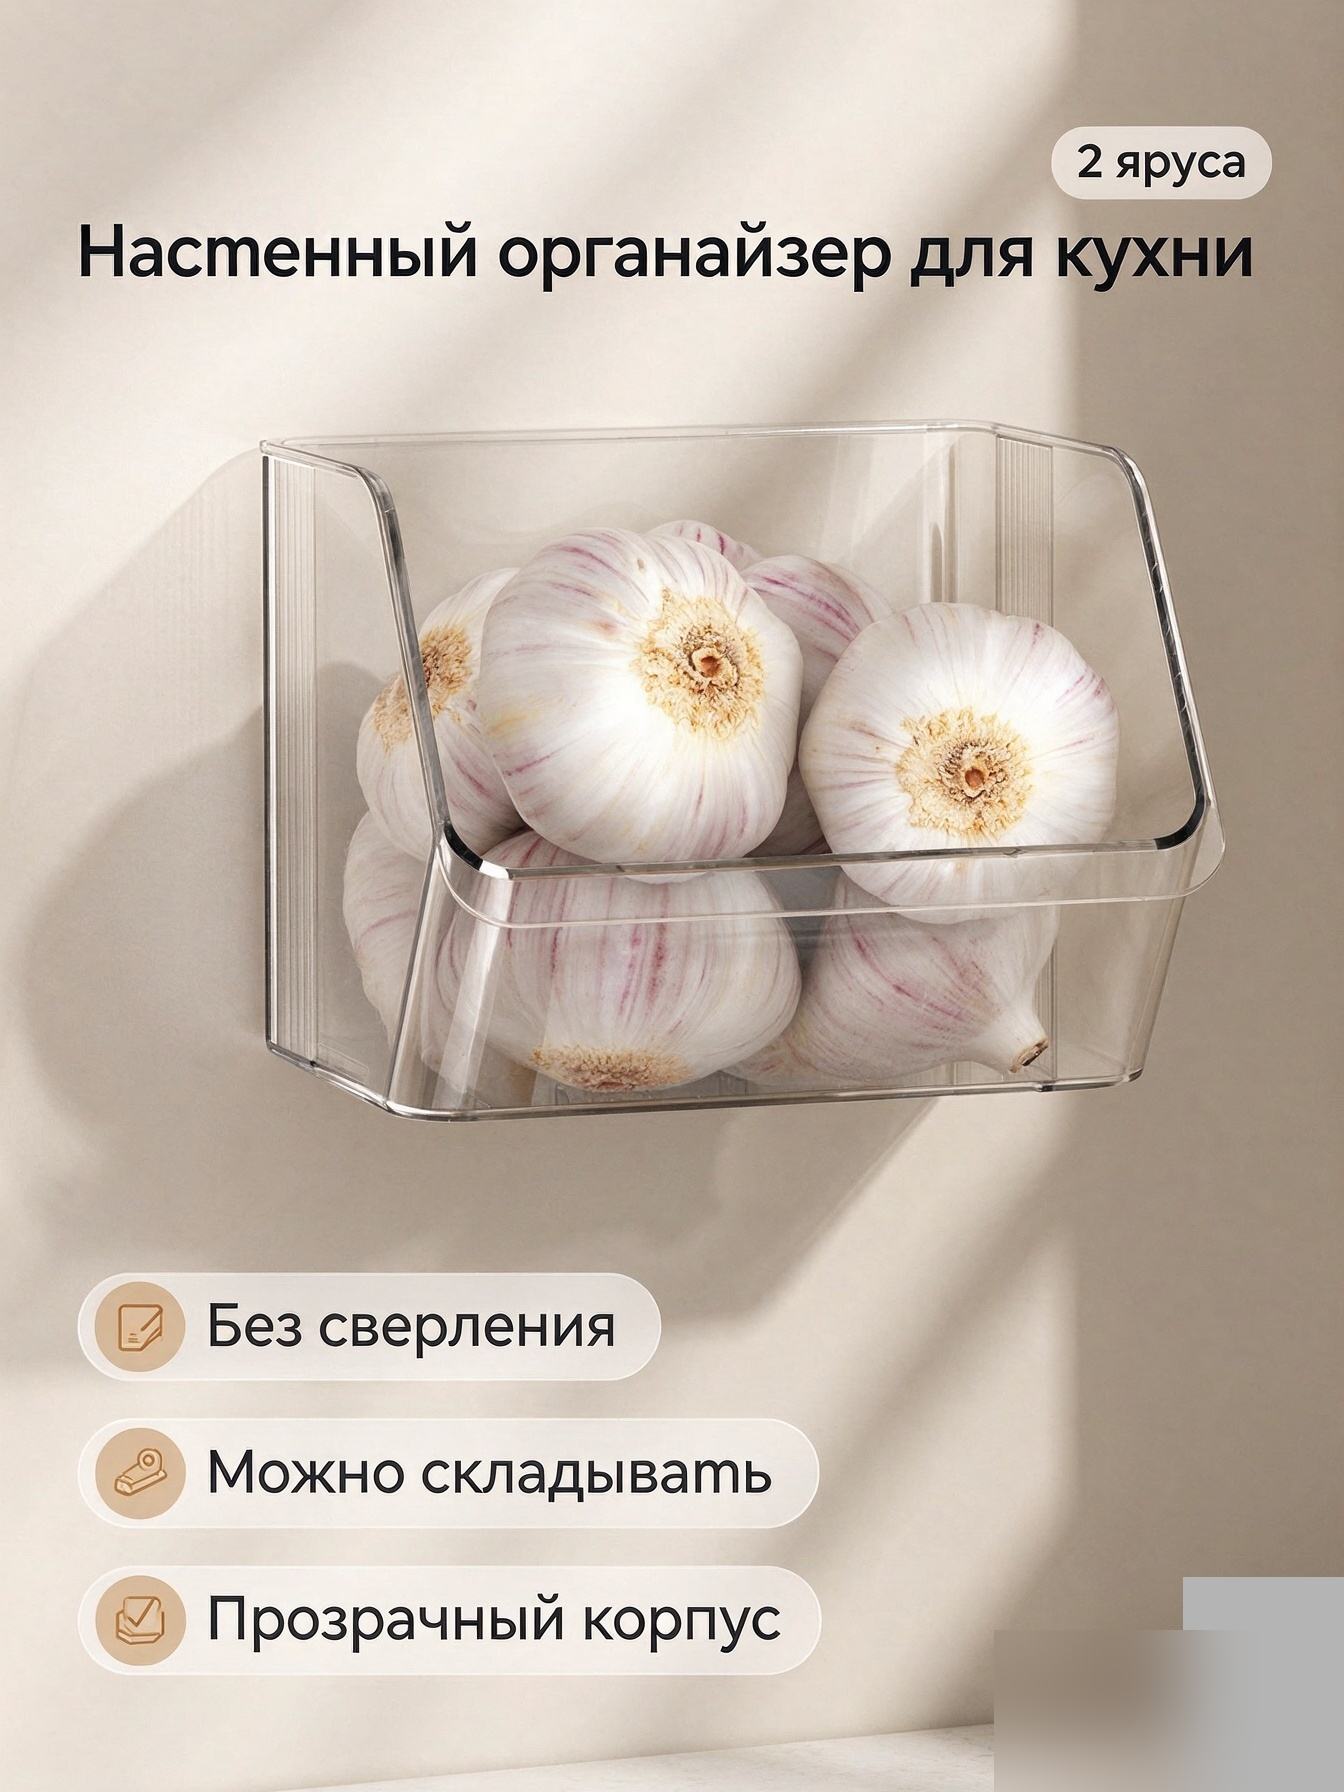 2 яруса
Настенный органайзер для кухни
Без сверления
Можно складывать
Прозрачный корпус